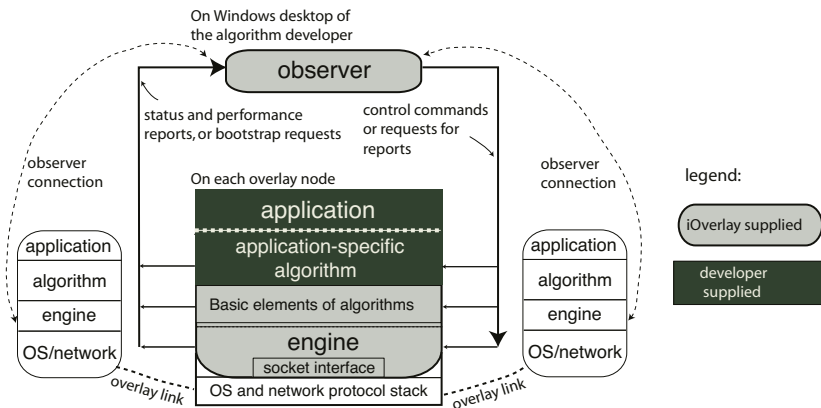 On Windows desktop of
the algorithm developer
observer
status and performance
reports, or bootstrap requests
control commands
or requests for
reports
observer
connection
observer
connection
On each overlay node
legend:
application
application-specific
algorithm
Basic elements of algorithms
engine
socket interface
OS and network protocol stack
application
algorithm
engine
OS/network
overlay link
application
algorithm
engine
OS/network
overlay link
iOverlay supplied
developer
supplied